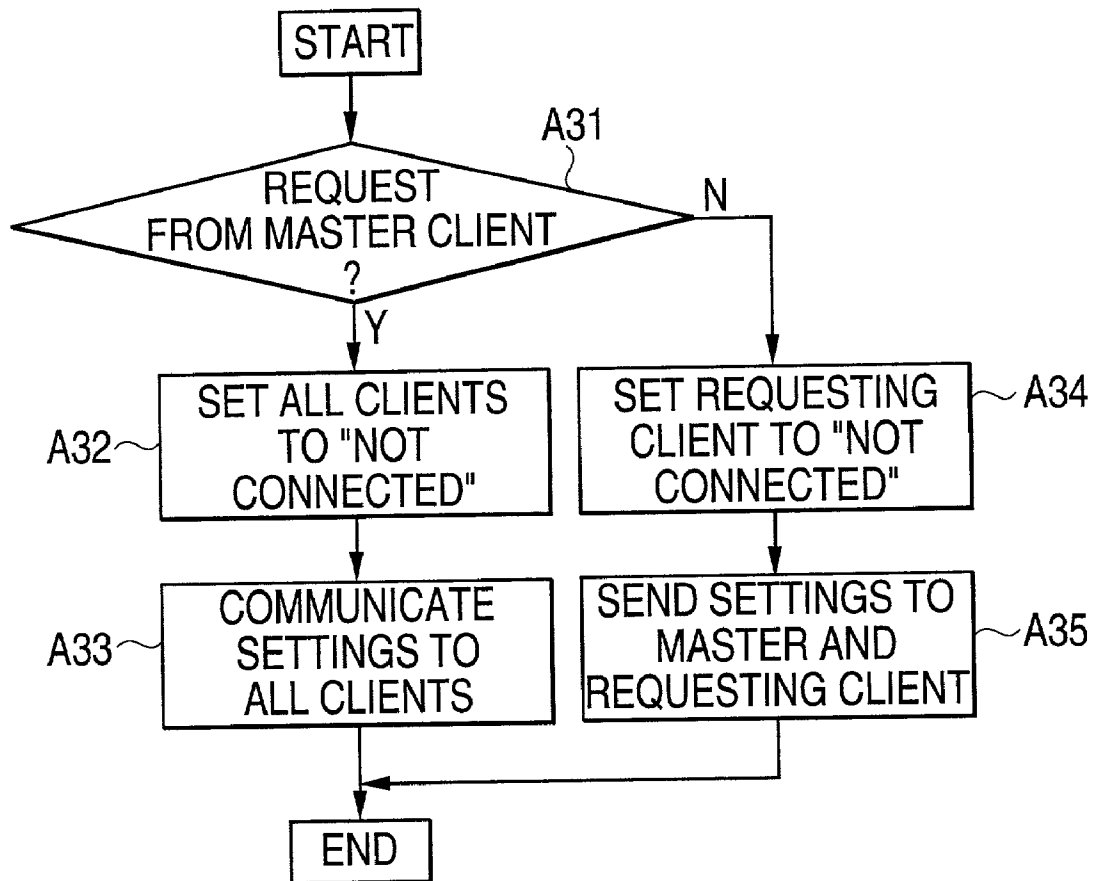 START
A31
REQUEST
FROM MASTER CLIENT
?
N
Y
A32
SET ALL CLIENTS
TO "NOT
CONNECTED"
SET REQUESTING
CLIENT TO "NOT
CONNECTED"
A34
A33
COMMUNICATE
SETTINGS TO
ALL CLIENTS
SEND SETTINGS TO
MASTER AND
REQUESTING CLIENT
A35
END